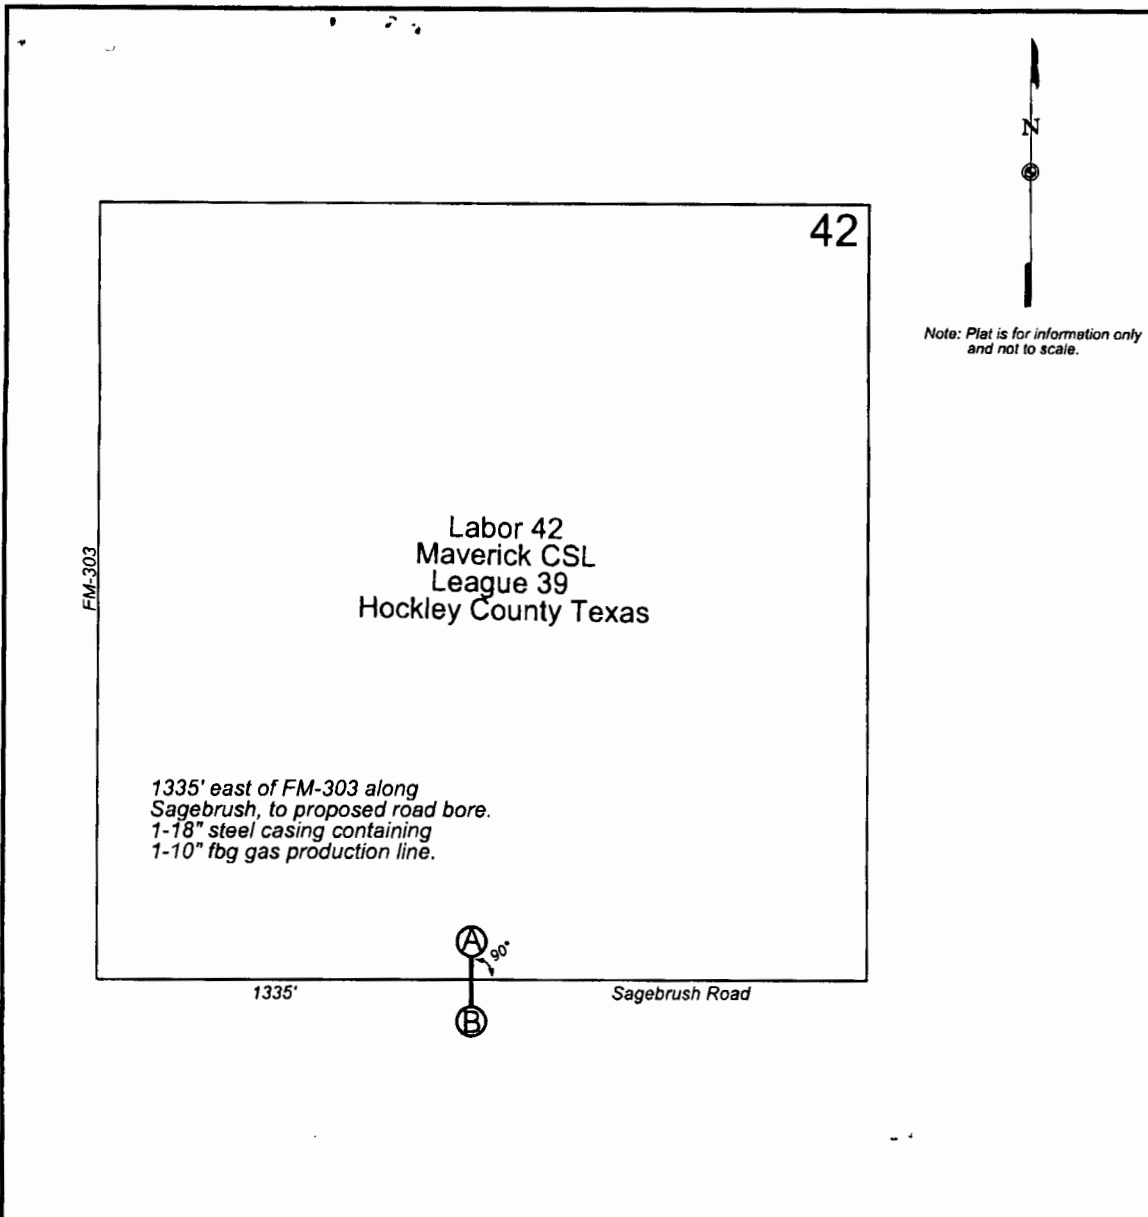 N
42
Note: Plat is for information only
and not to scale.
Labor 42
Maverick CSL
League 39
Hockley County Texas
FM-303
1335' east of FM-303 along
Sagebrush, to proposed road bore.
1-18" steel casing containing
1-10" fbg gas production line.
A
90°
1335'
Sagebrush Road
B